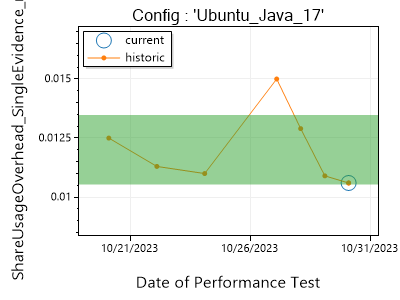 Config : 'Ubuntu_Java_17'
current
historic
ShareUsageOverhead_SingleEvidence_
0.015
0.0125
0.01
10/21/2023
10/26/2023
10/31/2023
Date of Performance Test